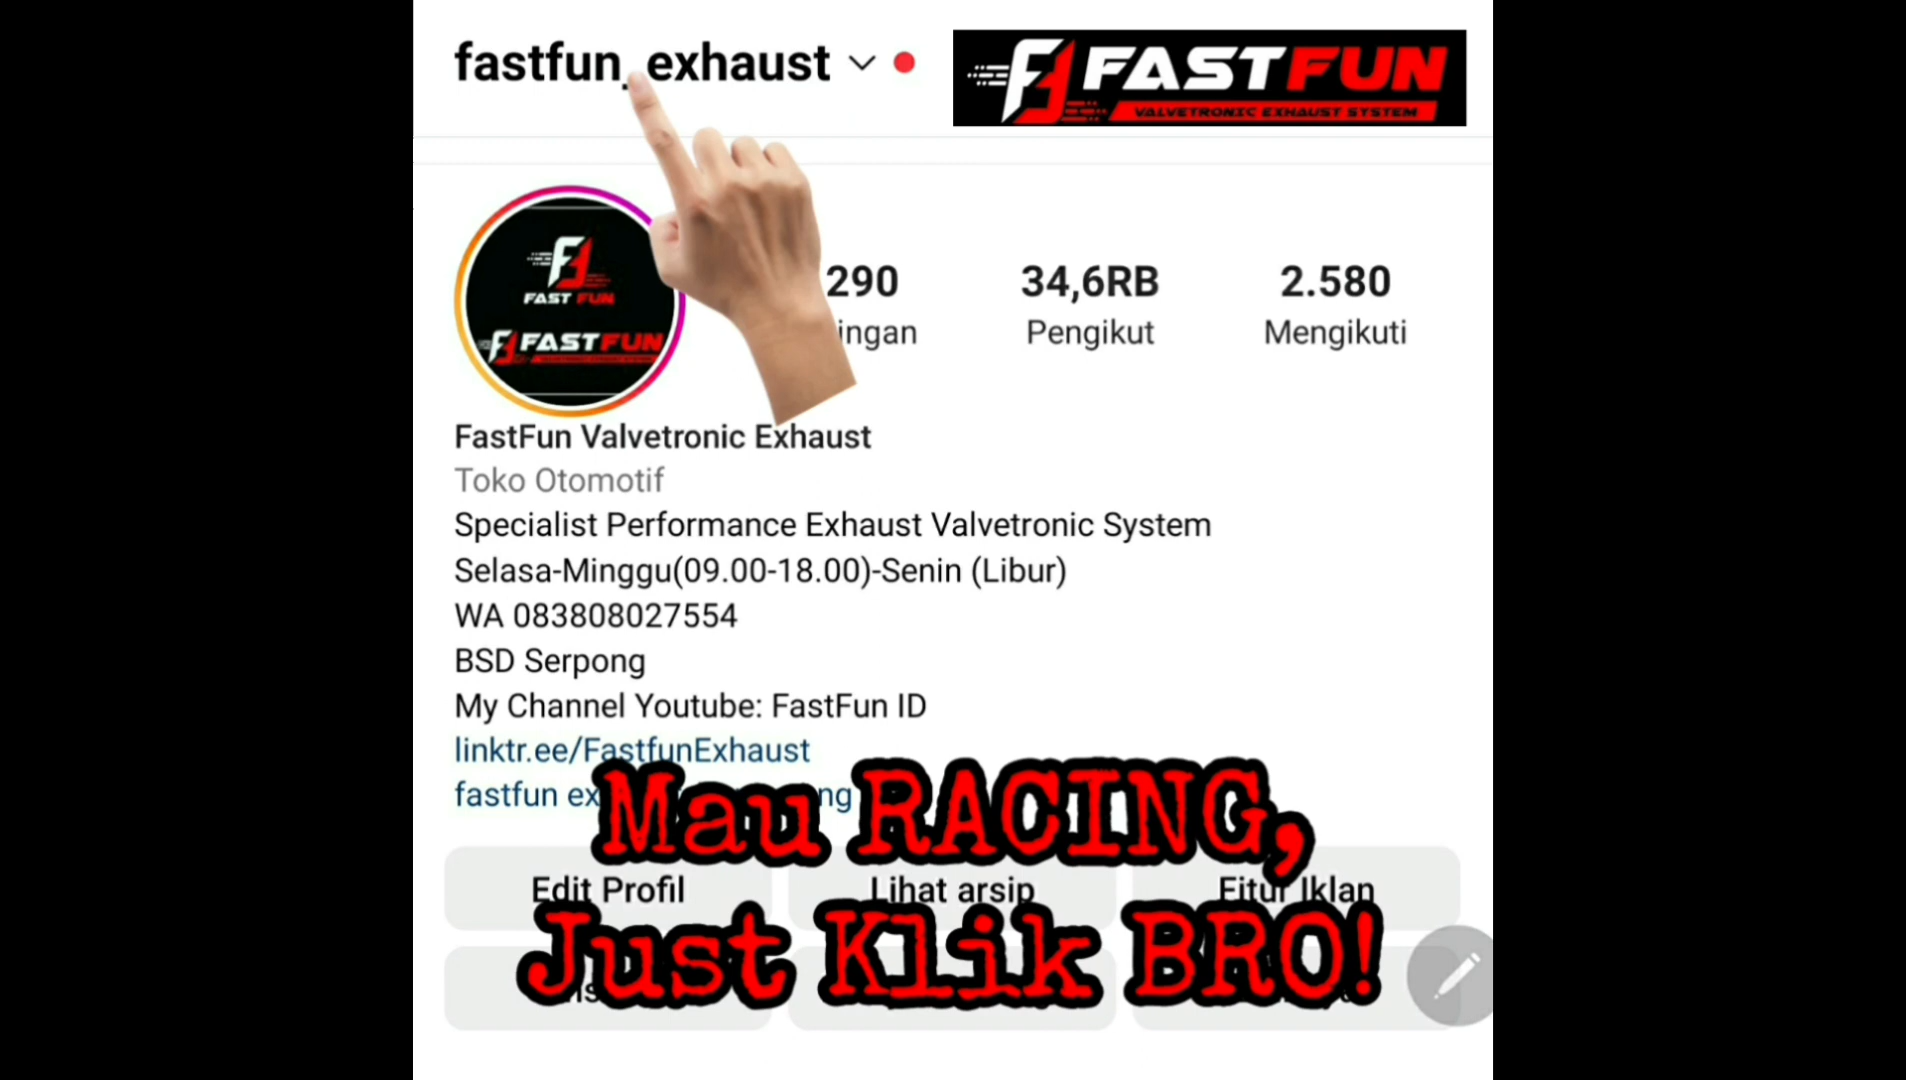 fastfun_exhaust
FASTFUN
VALVETRONIC EXHAUST SYSTEM
FAST FUN
FASTFUN
290
34,6RB
2.580
Pengikut
Mengikuti
FastFun Valvetronic Exhaust
Toko Otomotif
Specialist Performance Exhaust Valvetronic System
Selasa-Minggu(09.00-18.00)-Senin (Libur)
WA 083808027554
BSD Serpong
My Channel Youtube: FastFun ID
linktr.ee/FastfunExhaust
fastfun
Mau RACING,
Edit Profil
Lihat arsip
Fitur Iklan
Just Klik BRO!